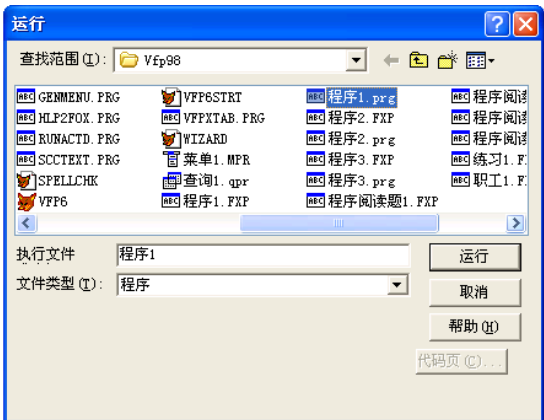 运行
查找范围(I): Vfp98
GENMENU.PRG VFP6STRT 程序1.prg 程序阅读
HLP2FOX.PRG VFPXTAB.PRG 程序2.FXP 程序阅读
RUNACTD.PRG WIZARD 程序2.prg 程序阅读
SCCTEXT.PRG 菜单1.MPR 程序3.FXP 练习1.F
SPELLCHK 查询1.qpr 程序3.prg 职工1.F
VFP6 程序1.FXP 程序阅读题1.FXP
执行文件 程序1 运行
文件类型(T): 程序 取消
帮助(H)
代码页(C)...